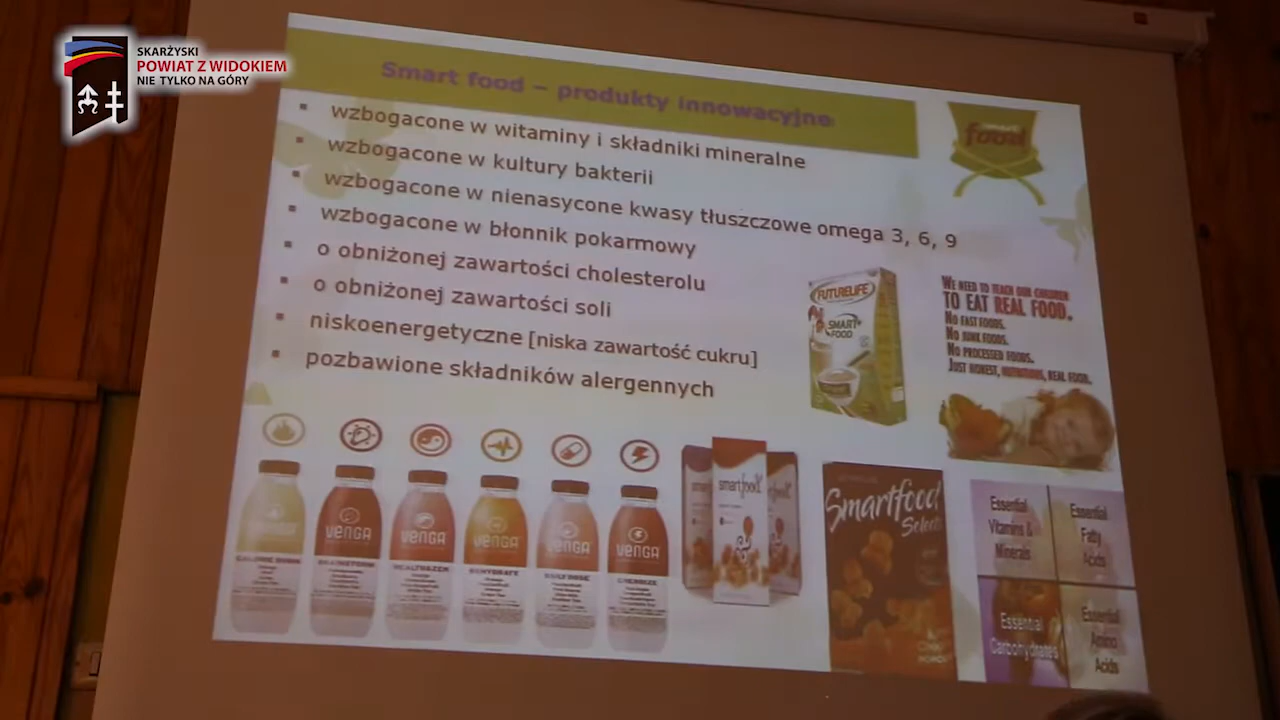 SKARŻYSKI
POWIAT Z WIDOKIEM
NIE TYLKO NA GÓRY
Smart food – produkty innowacyjne:
food
wzbogacone w witaminy i składniki mineralne
wzbogacone w kultury bakterii
wzbogacone w nienasycone kwasy tłuszczowe omega 3, 6, 9
wzbogacone w błonnik pokarmowy
o obniżonej zawartości cholesterolu
o obniżonej zawartości soli
niskoenergetyczne [niska zawartość cukru]
pozbawione składników alergennych
FUTURELIFE
SMART
FOOD
WE NEED TO TEACH OUR CHILDREN
TO EAT REAL FOOD.
NO FAST FOODS.
NO JUNK FOODS.
NO PROCESSED FOODS.
JUST HONEST, NUTRITIOUS, REAL FOOD.
VENGA
VENGA
VENGA
VENGA
VENGA
smartfood
Smartfood
Selects
Essential
Vitamins &
Minerals
Essential
Fatty
Acids
Essential
Carbohydrates
Essential
Amino
Acids